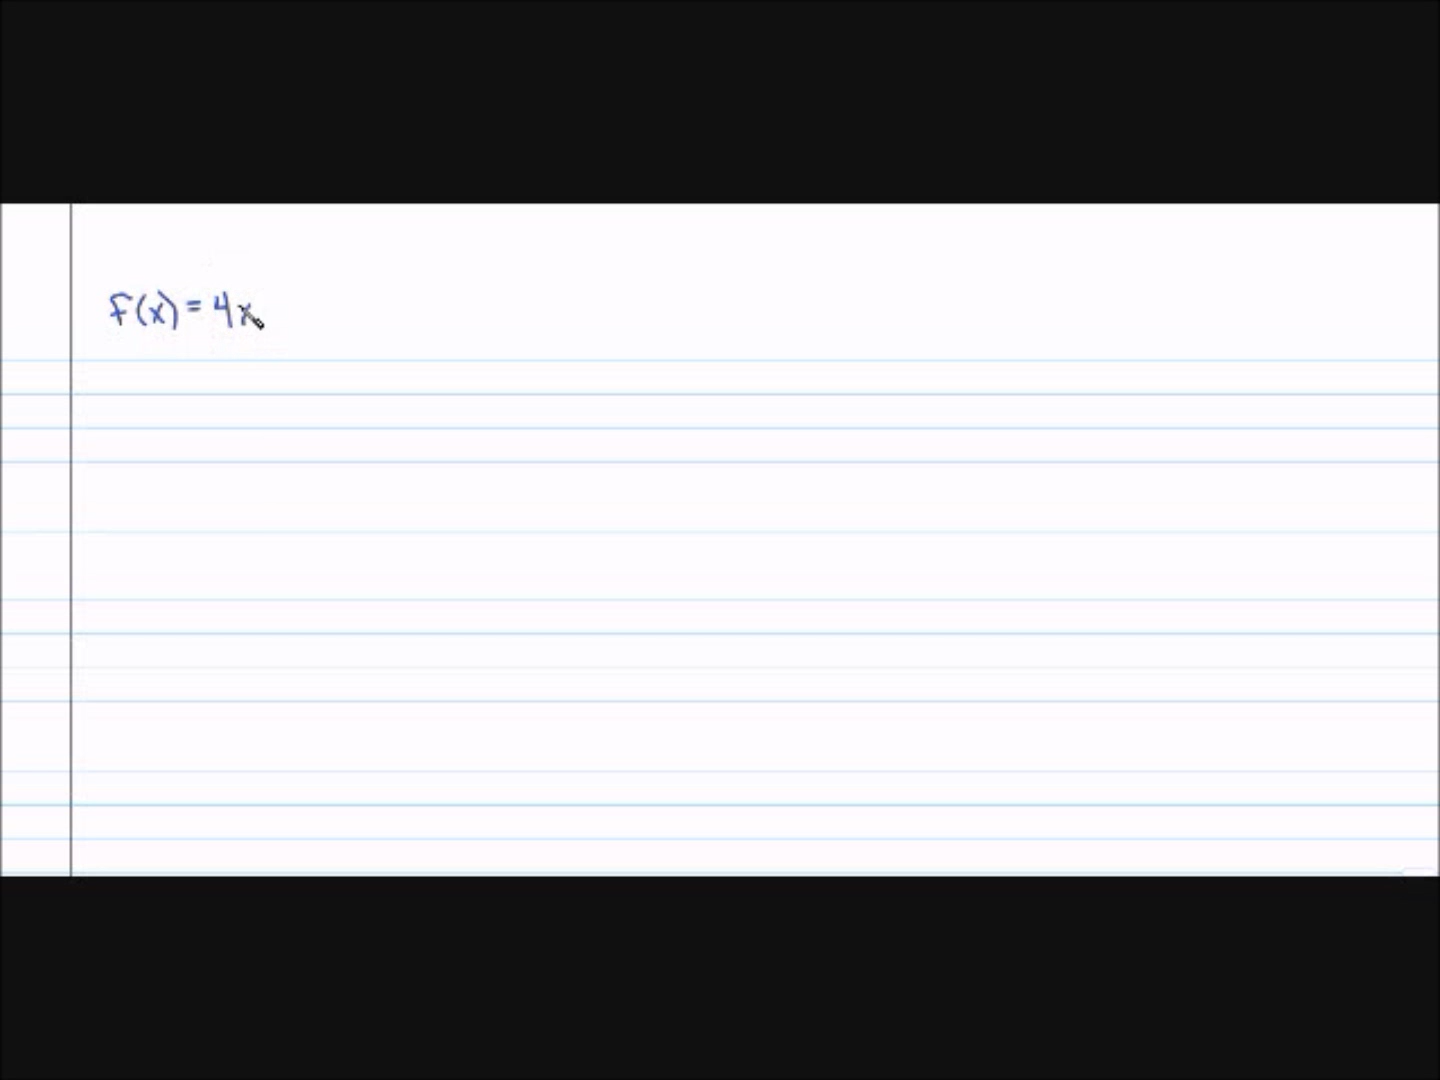 f(x) = 4x